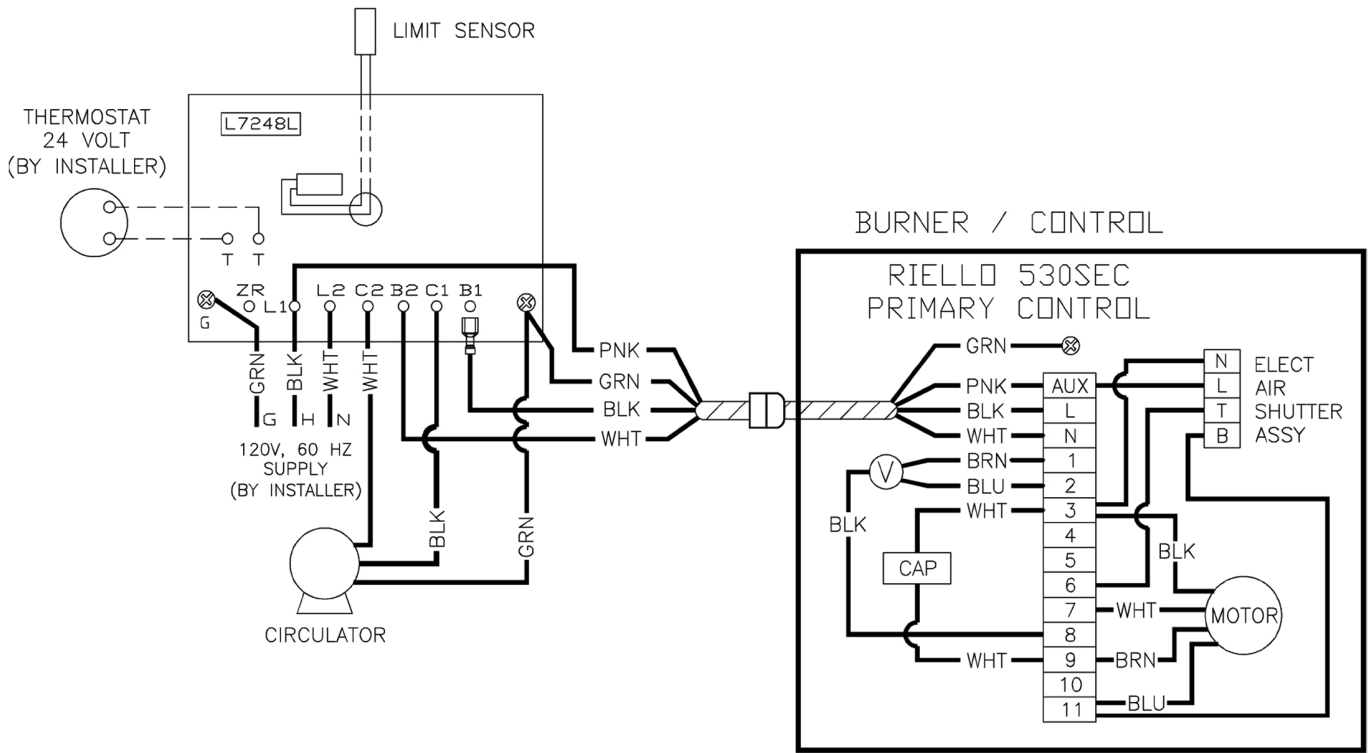 LIMIT SENSOR
THERMOSTAT
24 VOLT
(BY INSTALLER)
L7248L
T T
ZR L1 L2 C2 B2 C1 B1
G
GRN BLK WHT WHT
G H N
120V, 60 HZ
SUPPLY
(BY INSTALLER)
BLK
GRN
CIRCULATOR
PNK
GRN
BLK
WHT
BURNER / CONTROL
RIELLO 530SEC
PRIMARY CONTROL
GRN
PNK AUX
BLK L
WHT N
BRN 1
BLU 2
WHT 3
4
5
6
7 WHT
8
WHT 9 BRN
10
11 BLU
V
BLK
CAP
BLK
MOTOR
N
L
T
B
ELECT
AIR
SHUTTER
ASSY